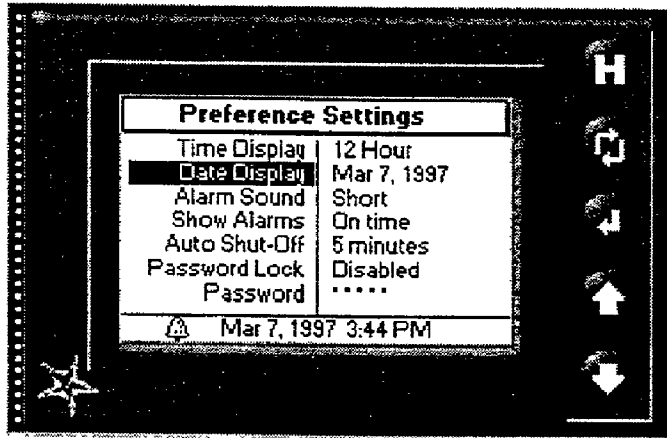 Preference Settings
Time Display 12 Hour
Date Display Mar 7, 1997
Alarm Sound Short
Show Alarms On time
Auto Shut-Off 5 minutes
Password Lock Disabled
Password *****
Mar 7, 1997 3:44 PM
H